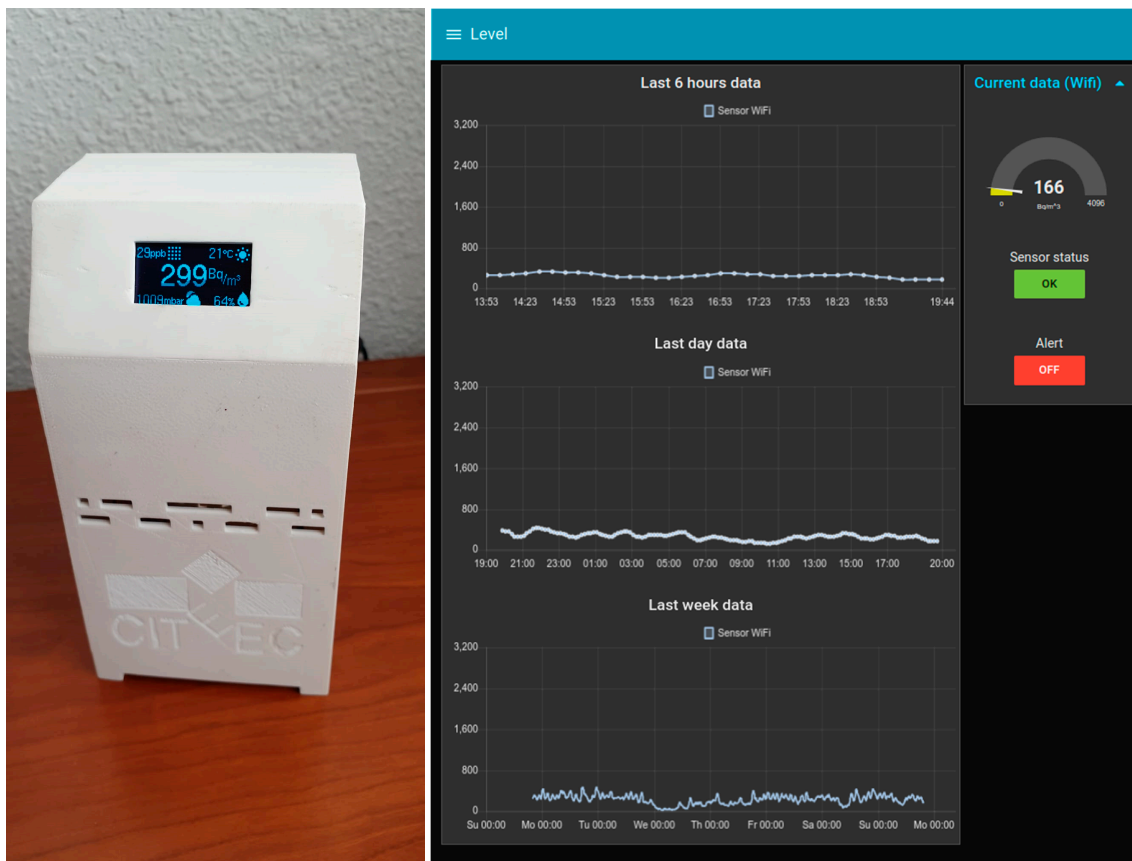 29ppb 21°C
299 Bq/m³
1009mbar 64%
CITEEC
Level
Last 6 hours data
Sensor WiFi
3,200
2,400
1,600
800
0
13:53 14:23 14:53 15:23 15:53 16:23 16:53 17:23 17:53 18:23 18:53 19:44
Last day data
Sensor WiFi
3,200
2,400
1,600
800
0
19:00 21:00 23:00 01:00 03:00 05:00 07:00 09:00 11:00 13:00 15:00 17:00 20:00
Last week data
Sensor WiFi
3,200
2,400
1,600
800
0
Su 00:00 Mo 00:00 Tu 00:00 We 00:00 Th 00:00 Fr 00:00 Sa 00:00 Su 00:00 Mo 00:00
Current data (Wifi)
166
0 Bq/m^3 4096
Sensor status
OK
Alert
OFF